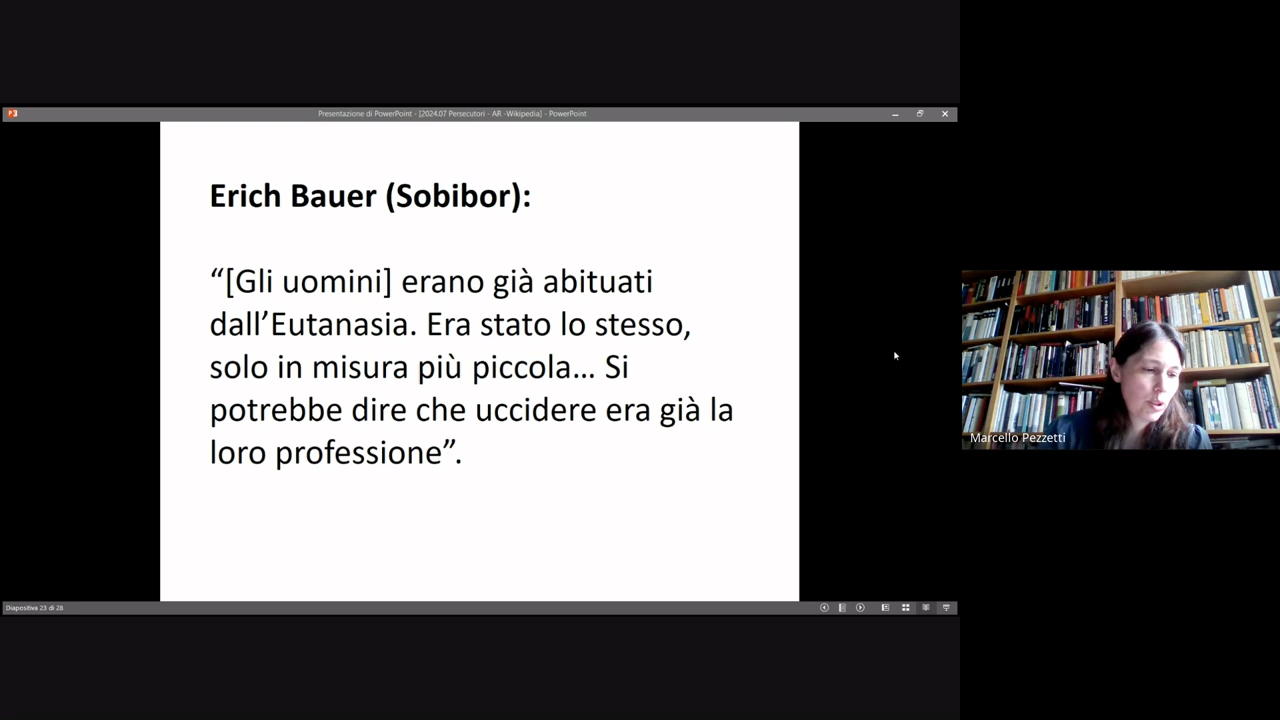 Presentazione di PowerPoint - [2024.07 Persecutori - AR -Wikipedia] - PowerPoint
Erich Bauer (Sobibor):
“[Gli uomini] erano già abituati
dall’Eutanasia. Era stato lo stesso,
solo in misura più piccola… Si
potrebbe dire che uccidere era già la
loro professione”.
Marcello Pezzetti
Diapositiva 23 di 28